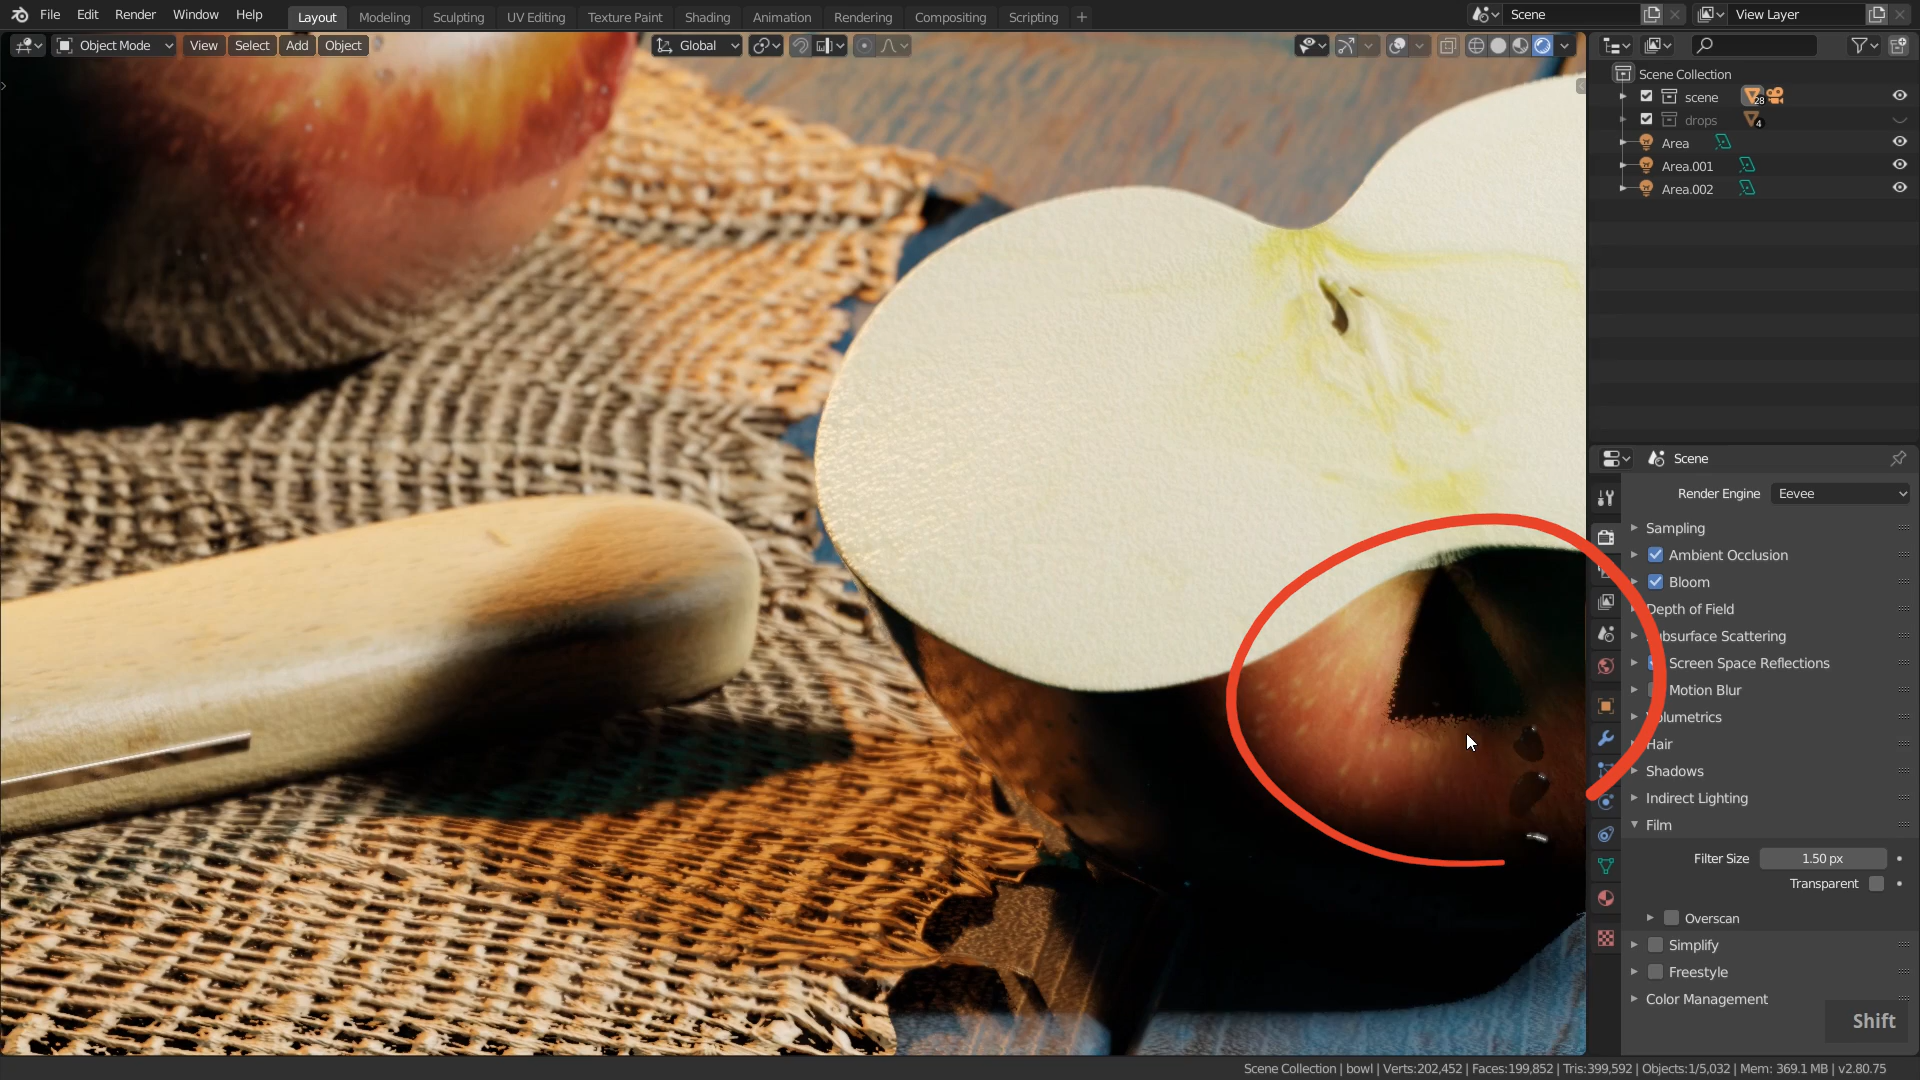 File Edit Render Window Help Layout Modeling Sculpting UV Editing Texture Paint Shading Animation Rendering Compositing Scripting + Scene View Layer
Object Mode View Select Add Object Global
Scene Collection
scene 28
drops 4
Area
Area.001
Area.002
Scene
Render Engine Eevee
Sampling
Ambient Occlusion
Bloom
Depth of Field
Subsurface Scattering
Screen Space Reflections
Motion Blur
Volumetrics
Hair
Shadows
Indirect Lighting
Film
Filter Size 1.50 px
Transparent
Overscan
Simplify
Freestyle
Color Management
Shift
Scene Collection | bowl | Verts:202,452 | Faces:199,852 | Tris:399,592 | Objects:1/5,032 | Mem: 369.1 MB | v2.80.75